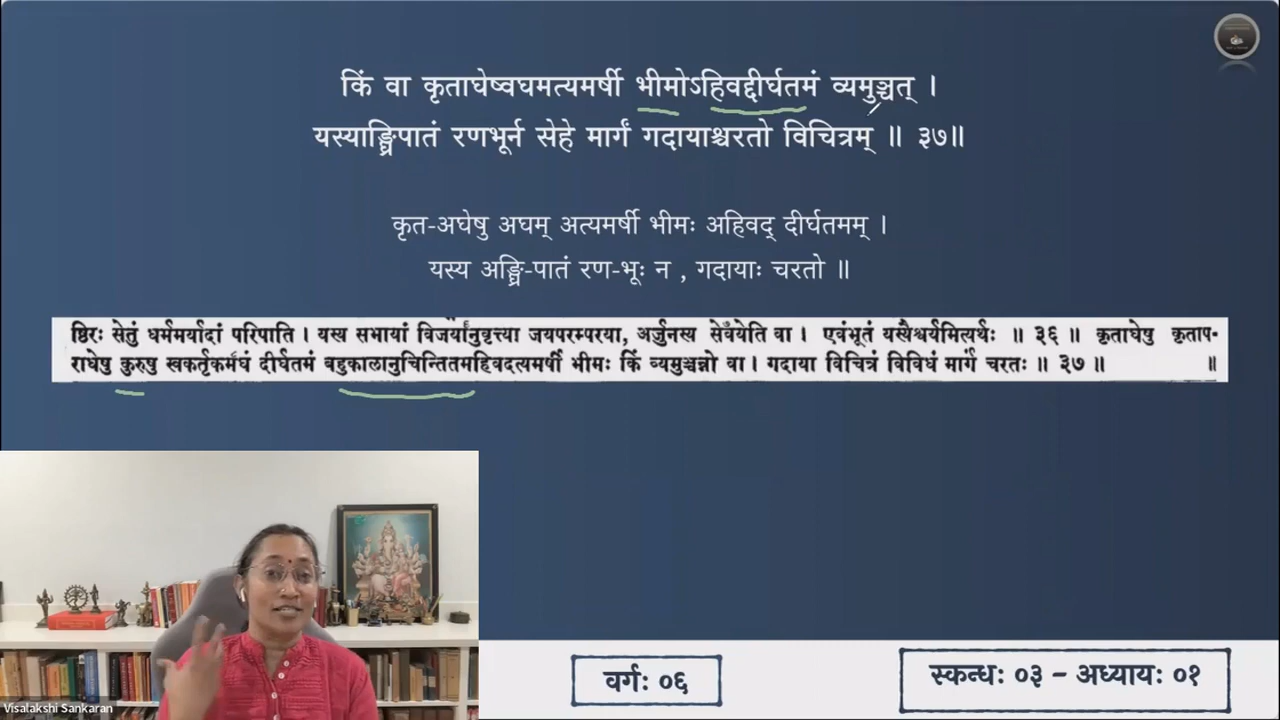 किं वा कृताघेष्वघमत्यमर्षी भीमोऽहिवद्दीर्घतमं व्यमुञ्चत् ।
यस्याङ्घ्रिपातं रणभूर्न सेहे मार्गं गदायाश्चरतो विचित्रम् ॥ ३७॥
कृत-अघेषु अघम् अत्यमर्षी भीमः अहिवद् दीर्घतमम् ।
यस्य अङ्घ्रि-पातं रण-भूः न , गदायाः चरतो ॥
ष्ठिरः सेतुं धर्ममर्यादां परिपाति । यस्य सभायां विजयानुवृत्त्या जयपरम्परया, अर्जुनस्य सेवयेति वा । एवंभूतं यस्यैश्वर्यमित्यर्थः ॥ ३६ ॥ कृताघेषु कृताप-
राधेषु कुरुषु स्वकर्तृकमघं दीर्घतमं बहुकालानुचिन्तितमहिवदत्यमर्षी भीमः किं व्यमुञ्चन्नो वा । गदाया विचित्रं विविधं मार्गं चरतः ॥ ३७ ॥ ॥
Visalakshi Sankaran
वर्गः ०६
स्कन्धः ०३ – अध्यायः ०१